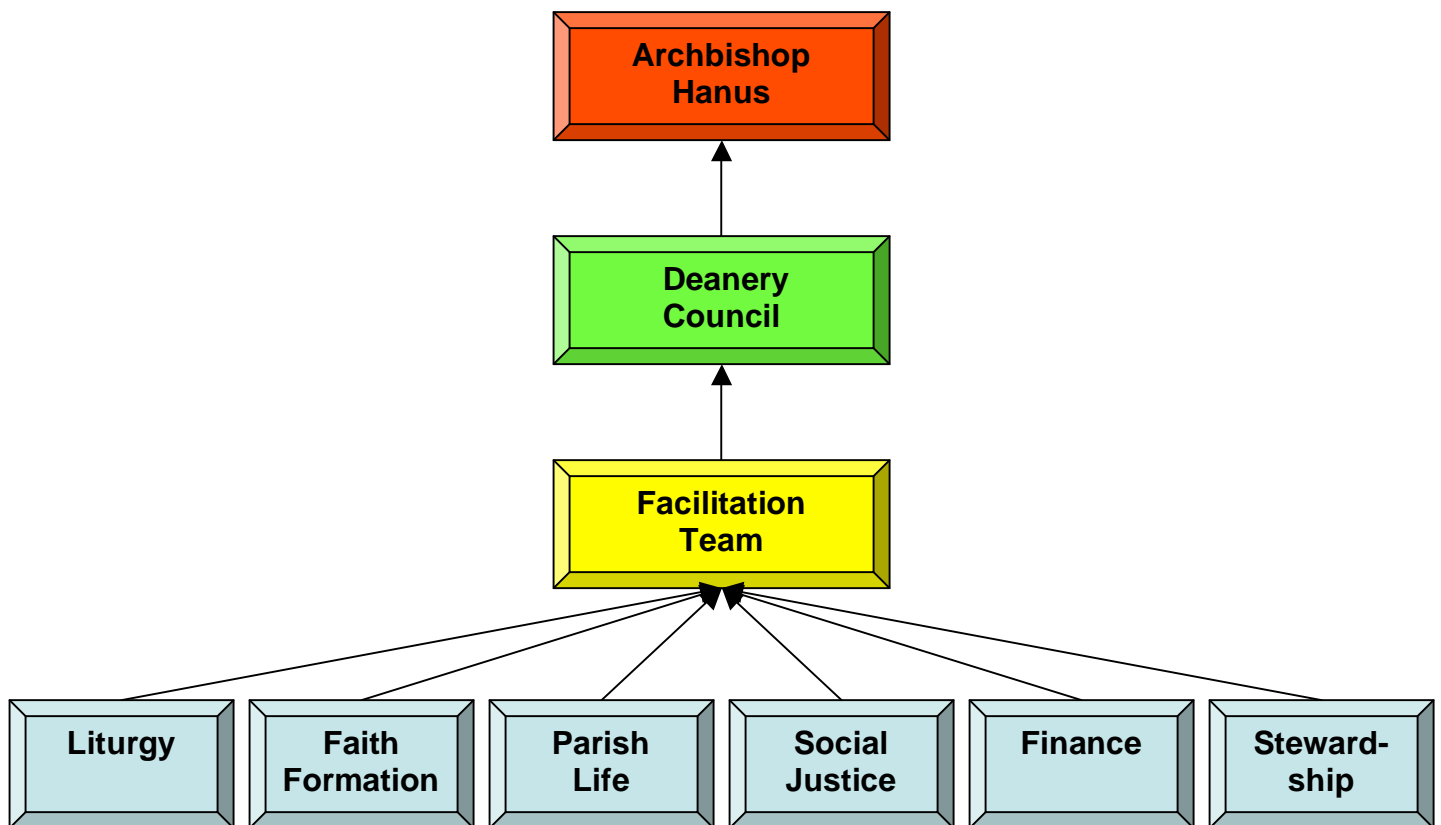 Archbishop
Hanus
Deanery
Council
Facilitation
Team
Liturgy
Faith
Formation
Parish
Life
Social
Justice
Finance
Steward-
ship